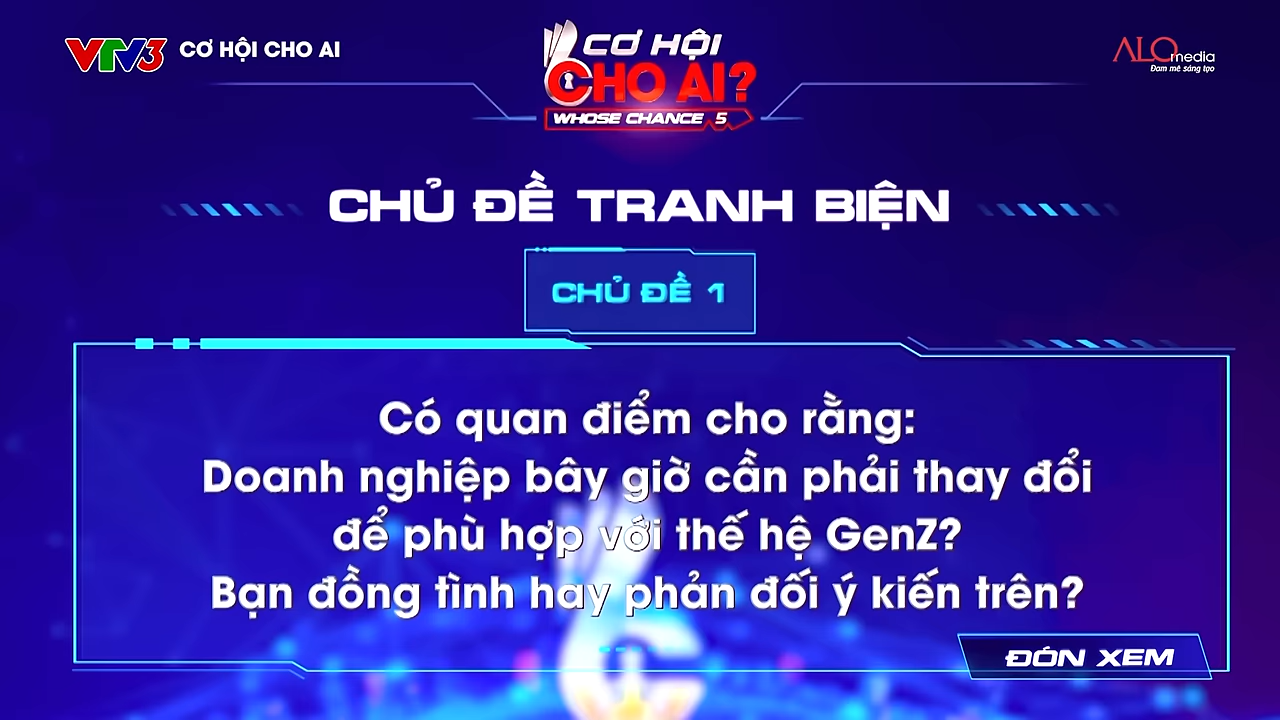 VTV3 CƠ HỘI CHO AI
CƠ HỘI
CHO AI?
WHOSE CHANCE 5
ALOmedia
Đam mê sáng tạo
CHỦ ĐỀ TRANH BIỆN
CHỦ ĐỀ 1
Có quan điểm cho rằng:
Doanh nghiệp bây giờ cần phải thay đổi
để phù hợp với thế hệ GenZ?
Bạn đồng tình hay phản đối ý kiến trên?
ĐÓN XEM